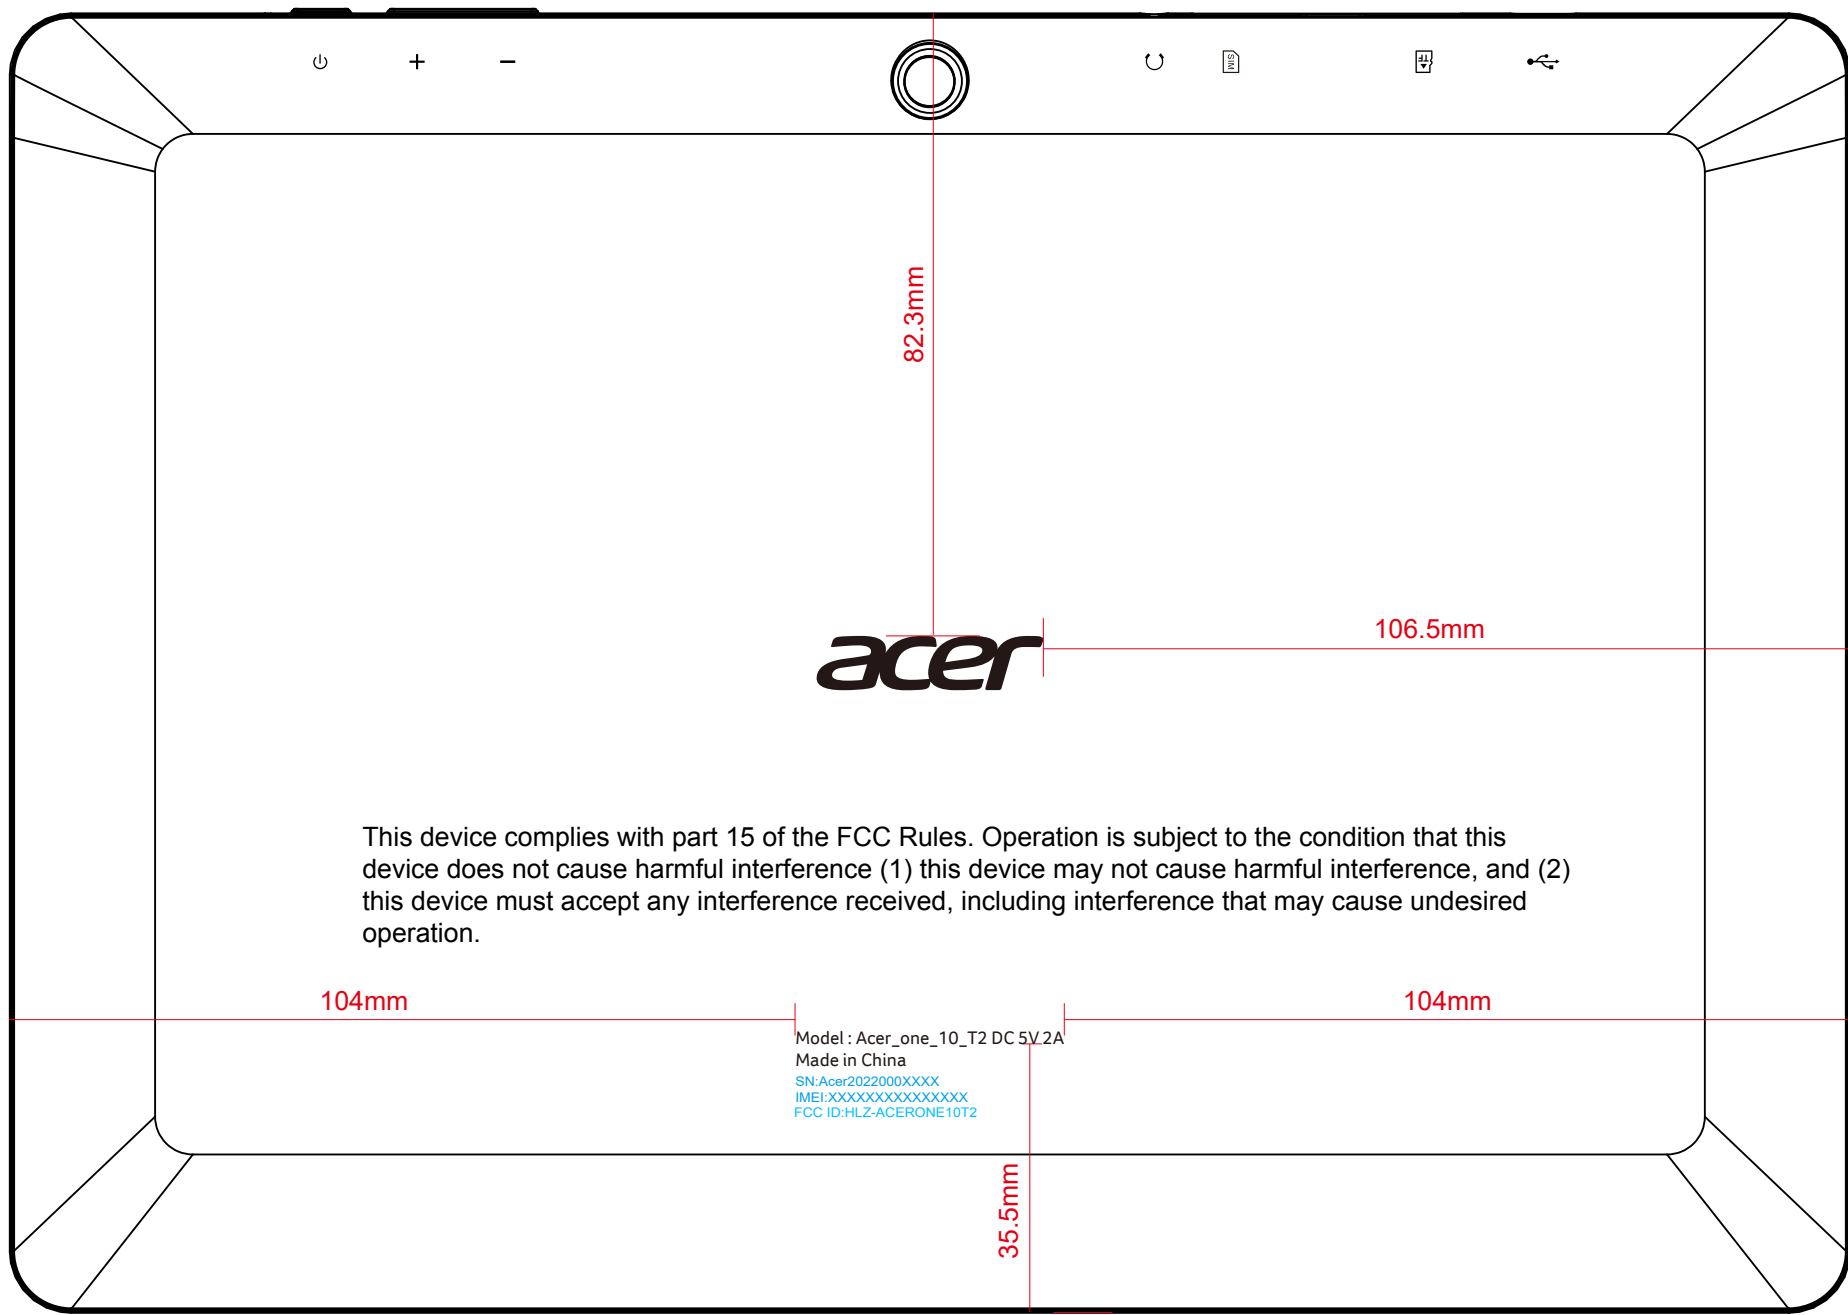 + −
SIM
TF
82.3mm
106.5mm
acer
This device complies with part 15 of the FCC Rules. Operation is subject to the condition that this
device does not cause harmful interference (1) this device may not cause harmful interference, and (2)
this device must accept any interference received, including interference that may cause undesired
operation.
104mm
104mm
Model : Acer_one_10_T2 DC 5V 2A
Made in China
SN:Acer2022000XXXX
IMEI:XXXXXXXXXXXXXXX
FCC ID:HLZ-ACERONE10T2
35.5mm